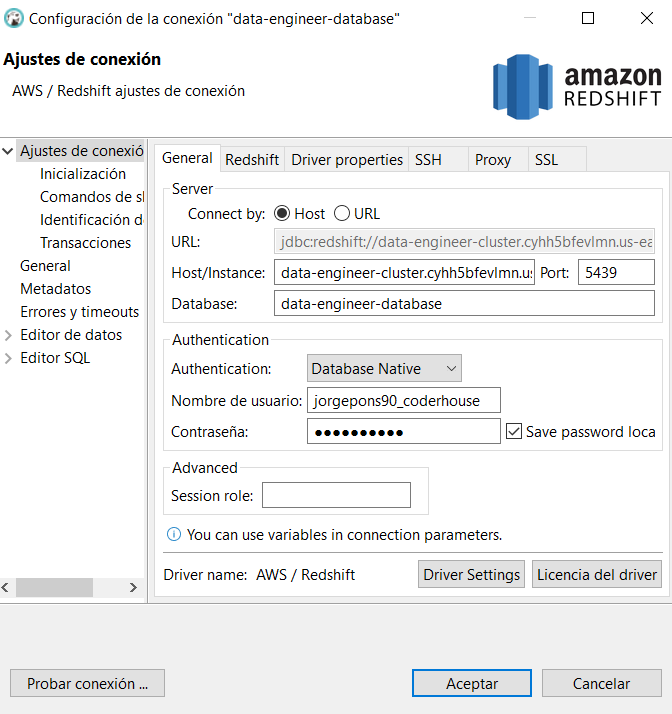 Configuración de la conexión "data-engineer-database"
Ajustes de conexión
AWS / Redshift ajustes de conexión
amazon
REDSHIFT
Ajustes de conexió
Inicialización
Comandos de sh
Identificación d
Transacciones
General
Metadatos
Errores y timeouts
Editor de datos
Editor SQL
General Redshift Driver properties SSH Proxy SSL
Server
Connect by: Host URL
URL: jdbc:redshift://data-engineer-cluster.cyhh5bfevlmn.us-ea
Host/Instance: data-engineer-cluster.cyhh5bfevlmn.us Port: 5439
Database: data-engineer-database
Authentication
Authentication: Database Native
Nombre de usuario: jorgepons90_coderhouse
Contraseña: ●●●●●●●●●● Save password loca
Advanced
Session role:
You can use variables in connection parameters.
Driver name: AWS / Redshift Driver Settings Licencia del driver
Probar conexión ... Aceptar Cancelar